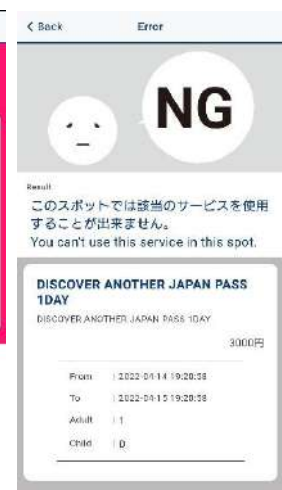 < Back Error
NG
Result
このスポットでは該当のサービスを使用
することが出来ません。
You can't use this service in this spot.
DISCOVER ANOTHER JAPAN PASS
1DAY
DISCOVER ANOTHER JAPAN PASS 1DAY
3000円
From : 2022-04-14 19:20:58
To : 2022-04-15 19:20:58
Adult : 1
Child : 0